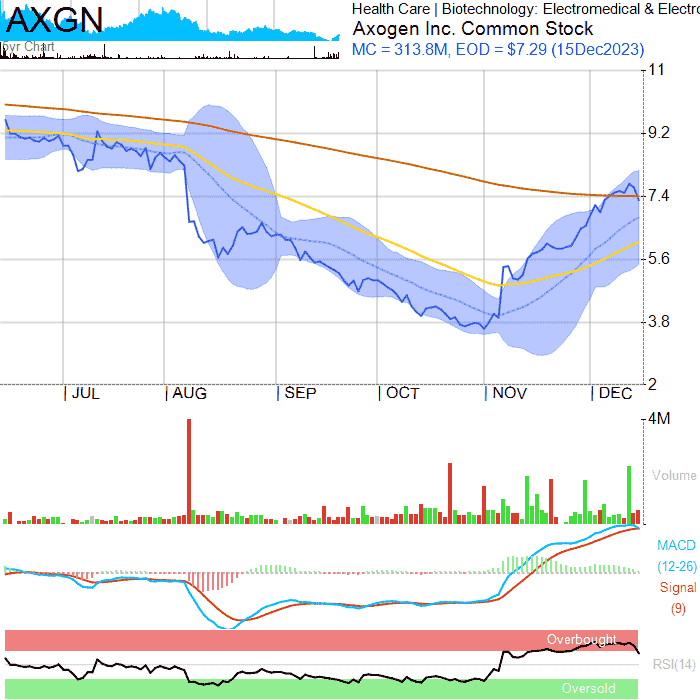 AXGN
5yr Chart
Health Care | Biotechnology: Electromedical & Electro
Axogen Inc. Common Stock
MC = 313.8M, EOD = $7.29 (15Dec2023)
11
9.2
7.4
5.6
3.8
2
JUL
AUG
SEP
OCT
NOV
DEC
4M
Volume
MACD
(12-26)
Signal
(9)
Overbought
RSI(14)
Oversold